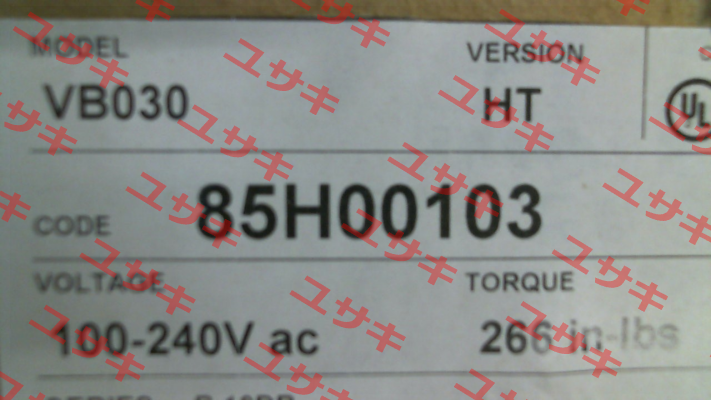 MODEL VERSION
VB030 HT
UL
CODE 85H00103
VOLTAGE TORQUE
100-240V ac 266 in-lbs
ユサキ